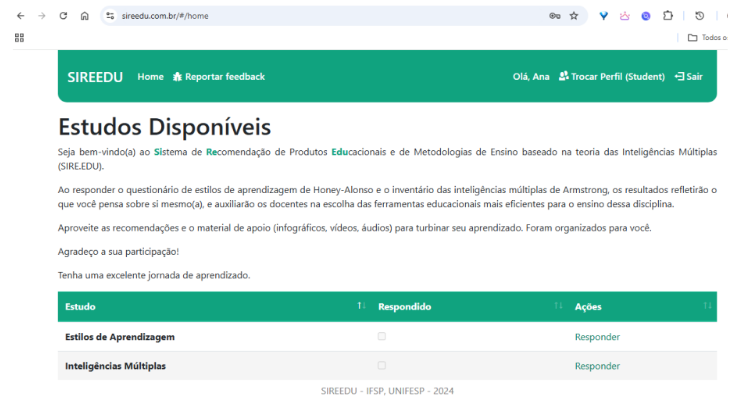 sireedu.com.br/#/home
Todos o
SIREEDU Home Reportar feedback Olá, Ana Trocar Perfil (Student) Sair
Estudos Disponíveis
Seja bem-vindo(a) ao Sistema de Recomendação de Produtos Educacionais e de Metodologias de Ensino baseado na teoria das Inteligências Múltiplas
(SIRE.EDU).
Ao responder o questionário de estilos de aprendizagem de Honey-Alonso e o inventário das inteligências múltiplas de Armstrong, os resultados refletirão o
que você pensa sobre si mesmo(a), e auxiliarão os docentes na escolha das ferramentas educacionais mais eficientes para o ensino dessa disciplina.
Aproveite as recomendações e o material de apoio (infográficos, vídeos, áudios) para turbinar seu aprendizado. Foram organizados para você.
Agradeço a sua participação!
Tenha uma excelente jornada de aprendizado.
Estudo Respondido Ações
Estilos de Aprendizagem Responder
Inteligências Múltiplas Responder
SIREEDU - IFSP, UNIFESP - 2024